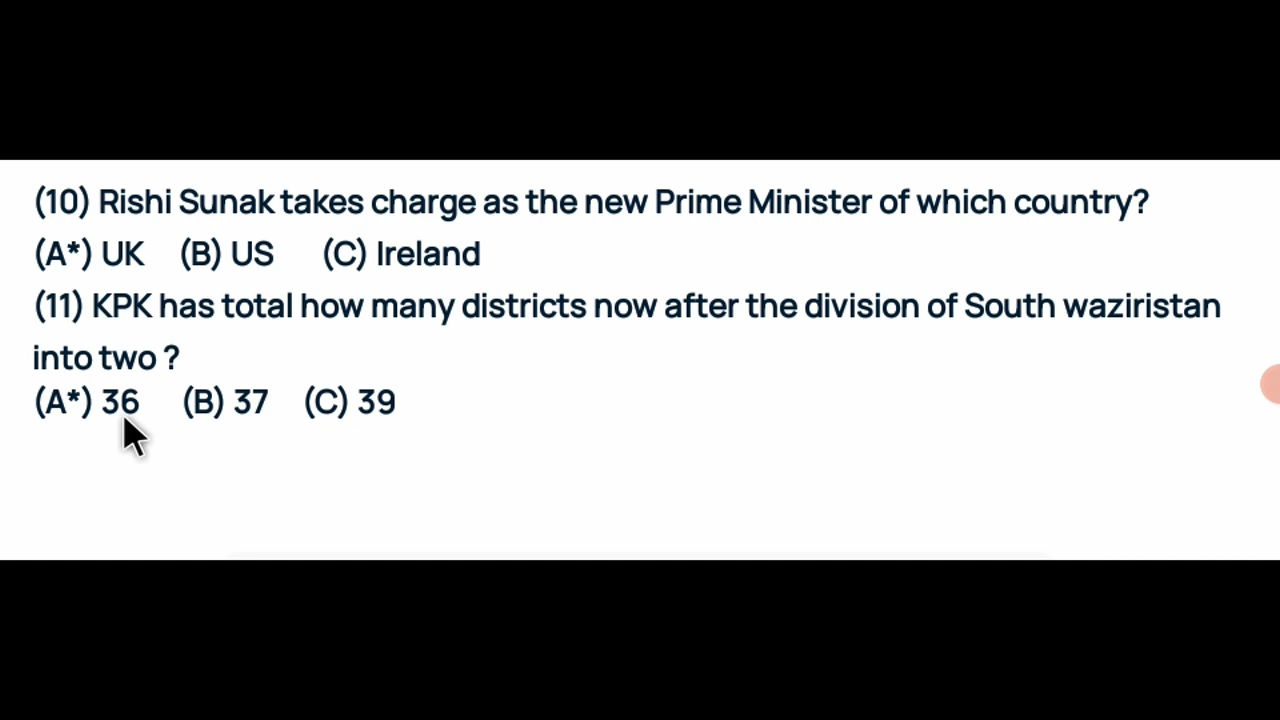 (10) Rishi Sunak takes charge as the new Prime Minister of which country?
(A*) UK (B) US (C) Ireland
(11) KPK has total how many districts now after the division of South waziristan
into two ?
(A*) 36 (B) 37 (C) 39